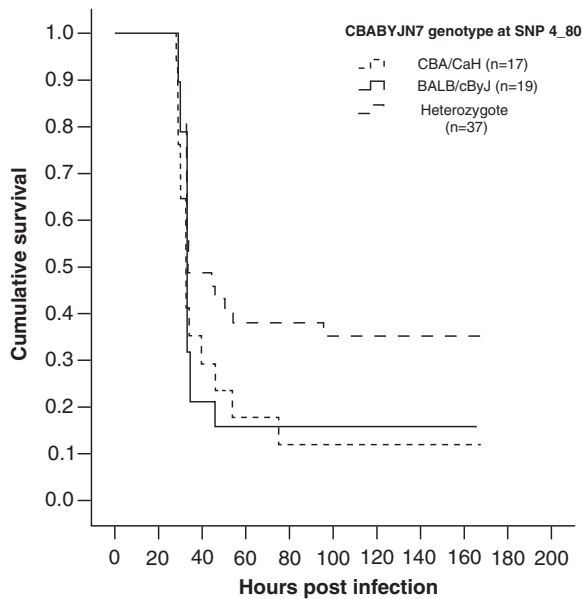 CBABYJN7 genotype at SNP 4_80
CBA/CaH (n=17)
BALB/cByJ (n=19)
Heterozygote
(n=37)
Cumulative survival
1.0
0.9
0.8
0.7
0.6
0.5
0.4
0.3
0.2
0.1
0.0
0 20 40 60 80 100 120 140 160 180 200
Hours post infection